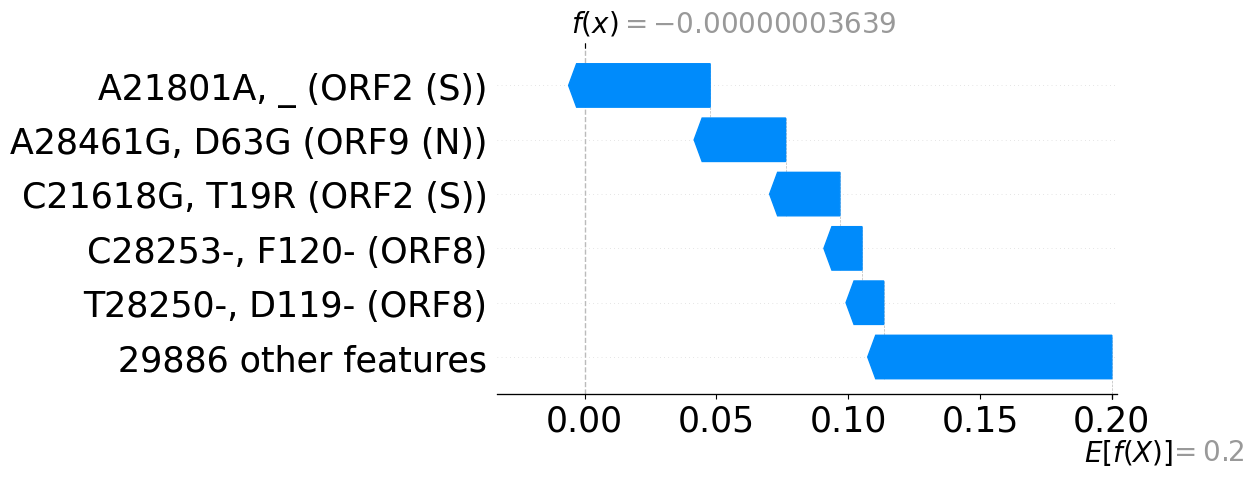 f(x) = −0.00000003639
A21801A, _ (ORF2 (S))
A28461G, D63G (ORF9 (N))
C21618G, T19R (ORF2 (S))
C28253-, F120- (ORF8)
T28250-, D119- (ORF8)
29886 other features
0.00 0.05 0.10 0.15 0.20
E[f(X)] = 0.2